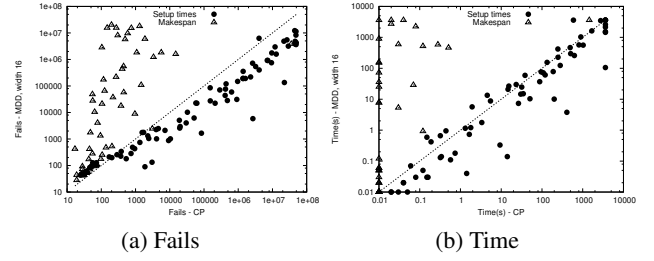 Setup times
Makespan
Fails - MDD, width 16
1e+08
1e+07
1e+06
100000
10000
1000
100
10
10 100 1000 10000 100000 1e+06 1e+07 1e+08
Fails - CP
(a) Fails
Setup times
Makespan
Time(s) - MDD, width 16
10000
1000
100
10
1
0.1
0.01
0.01 0.1 1 10 100 1000 10000
Time(s) - CP
(b) Time